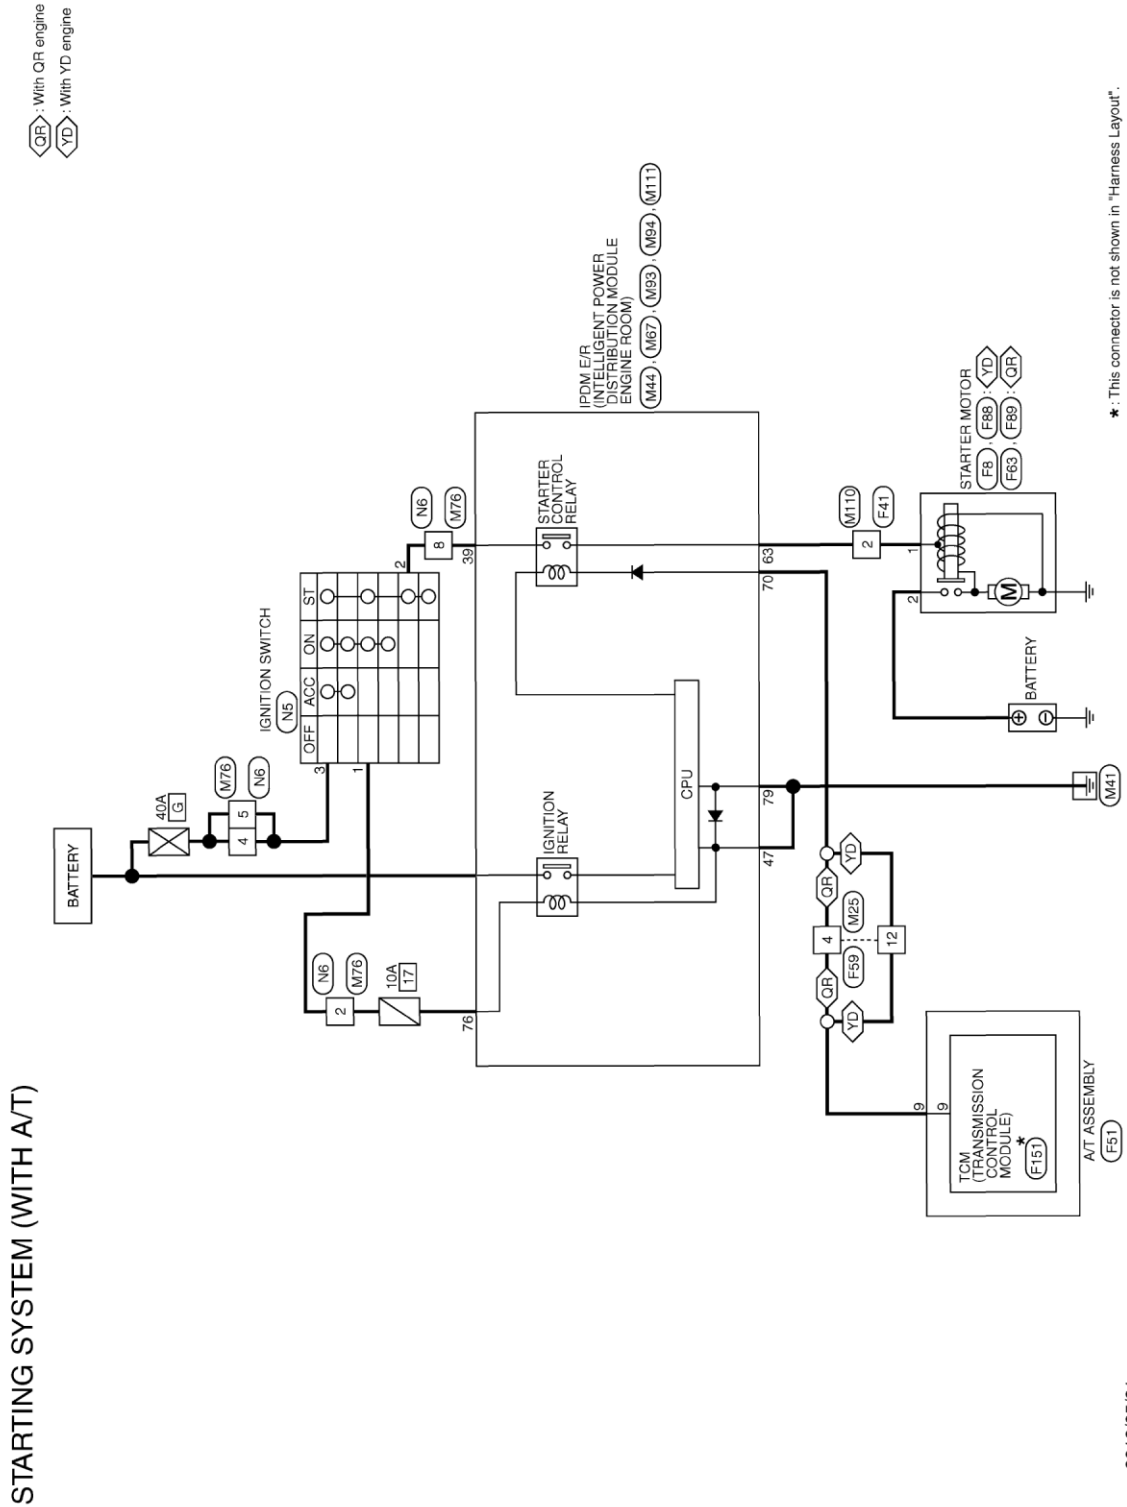 STARTING SYSTEM (WITH A/T)
QR : With QR engine
YD : With YD engine
BATTERY
40A
G
M76
N6
5
4
IGNITION SWITCH
N5
OFF
ACC
ON
ST
3
1
2
N6
M76
8
39
N6
M76
2
10A
17
76
IPDM E/R
(INTELLIGENT POWER
DISTRIBUTION MODULE
ENGINE ROOM)
M44 , M67 , M93 , M94 , M111
IGNITION
RELAY
STARTER
CONTROL
RELAY
CPU
47
79
70
63
M110
F41
2
1
2
STARTER MOTOR
F8 , F88 : YD
F63 , F89 : QR
M
BATTERY
M41
QR
YD
4
M25
F59
12
QR
YD
9
9
TCM
(TRANSMISSION
CONTROL
MODULE)
*
F151
A/T ASSEMBLY
F51
* : This connector is not shown in "Harness Layout".